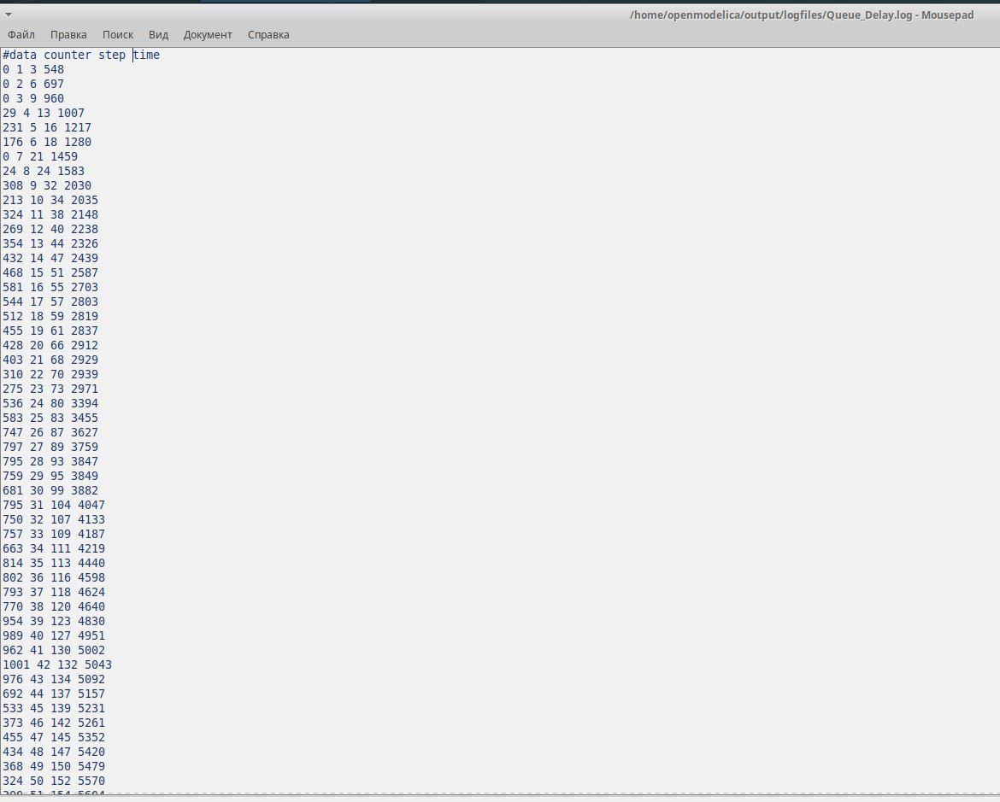 /home/openmodelica/output/logfiles/Queue_Delay.log - Mousepad
Файл Правка Поиск Вид Документ Справка
#data counter step time
0 1 3 548
0 2 6 697
0 3 9 960
29 4 13 1007
231 5 16 1217
176 6 18 1280
0 7 21 1459
24 8 24 1583
308 9 32 2030
213 10 34 2035
324 11 38 2148
269 12 40 2238
354 13 44 2326
432 14 47 2439
468 15 51 2587
581 16 55 2703
544 17 57 2803
512 18 59 2819
455 19 61 2837
428 20 66 2912
403 21 68 2929
310 22 70 2939
275 23 73 2971
536 24 80 3394
583 25 83 3455
747 26 87 3627
797 27 89 3759
795 28 93 3847
759 29 95 3849
681 30 99 3882
795 31 104 4047
750 32 107 4133
757 33 109 4187
663 34 111 4219
814 35 113 4440
802 36 116 4598
793 37 118 4624
770 38 120 4640
954 39 123 4830
989 40 127 4951
962 41 130 5002
1001 42 132 5043
976 43 134 5092
692 44 137 5157
533 45 139 5231
373 46 142 5261
455 47 145 5352
434 48 147 5420
368 49 150 5479
324 50 152 5570